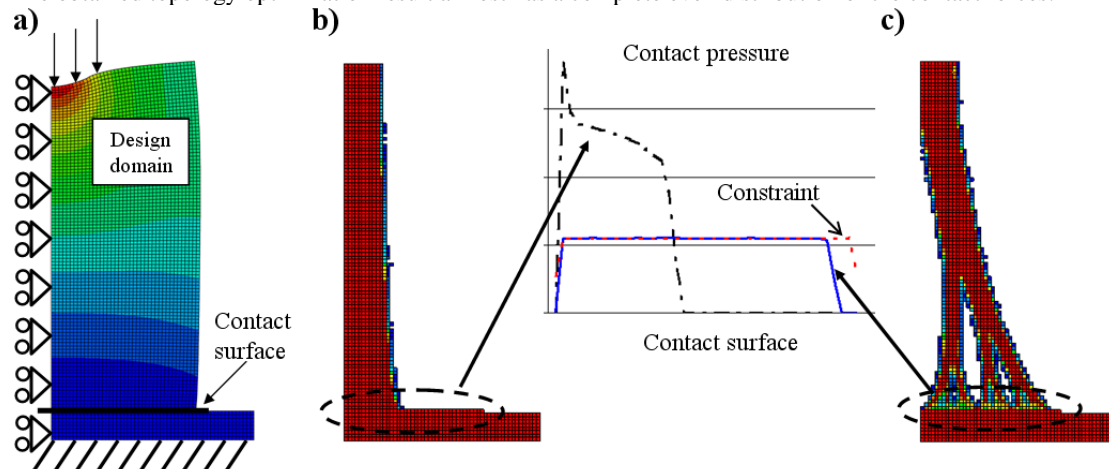 a)
b)
c)
Contact pressure
Design
domain
Constraint
Contact
surface
Contact surface